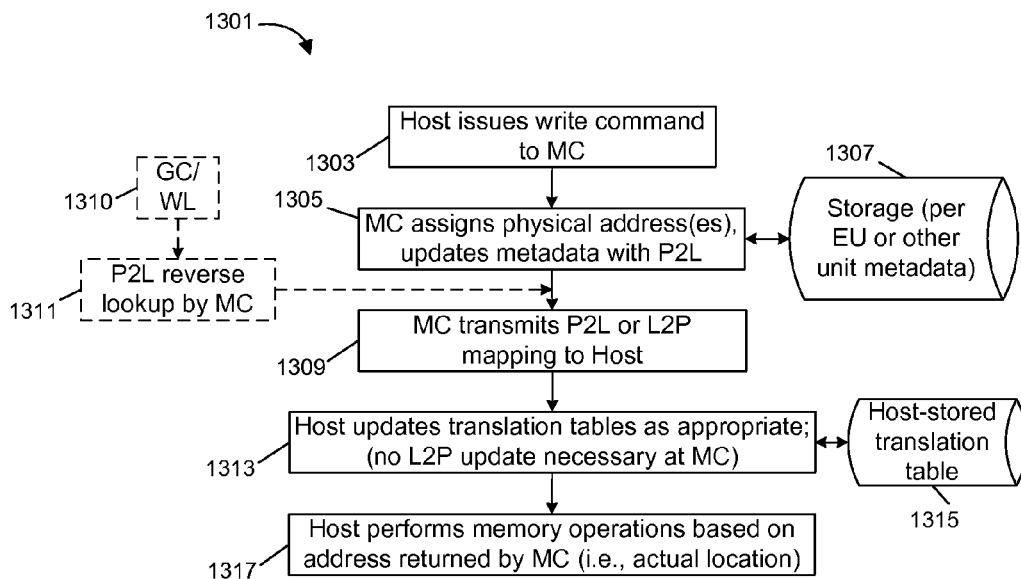 1301
Host issues write command
to MC
1303
1307
GC/
WL
1310
1305
MC assigns physical address(es),
updates metadata with P2L
Storage (per
EU or other
unit metadata)
P2L reverse
lookup by MC
1311
MC transmits P2L or L2P
mapping to Host
1309
Host updates translation tables as appropriate;
(no L2P update necessary at MC)
1313
Host-stored
translation
table
1315
Host performs memory operations based on
address returned by MC (i.e., actual location)
1317